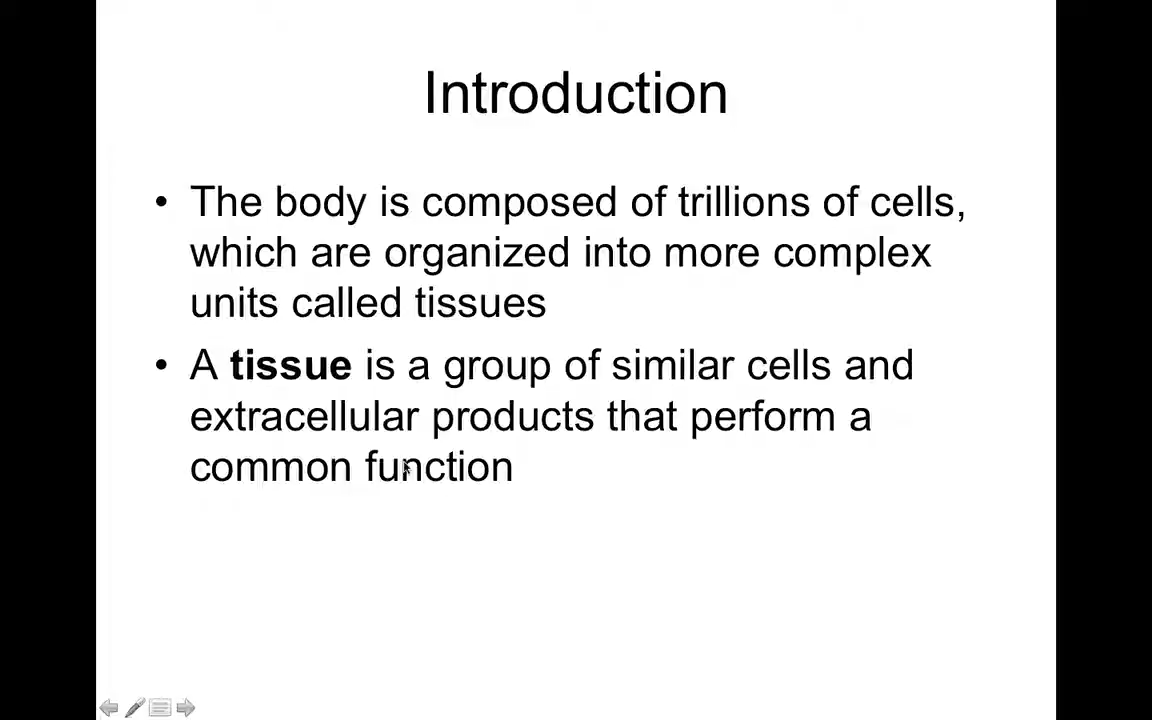 Introduction
• The body is composed of trillions of cells,
which are organized into more complex
units called tissues
• A tissue is a group of similar cells and
extracellular products that perform a
common function